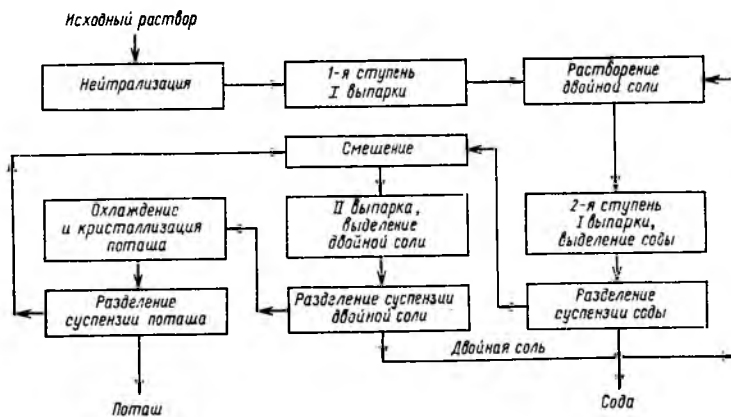 Исходный раствор
Нейтрализация
1-я ступень
I выпарки
Растворение
двойной соли
Смешение
Охлаждение
и кристаллизация
поташа
II выпарка,
выделение
двойной соли
2-я ступень
I выпарки,
выделение соды
Разделение
суспензии поташа
Разделение суспензии
двойной соли
Разделение
суспензии соды
Двойная соль
Поташ
Сода